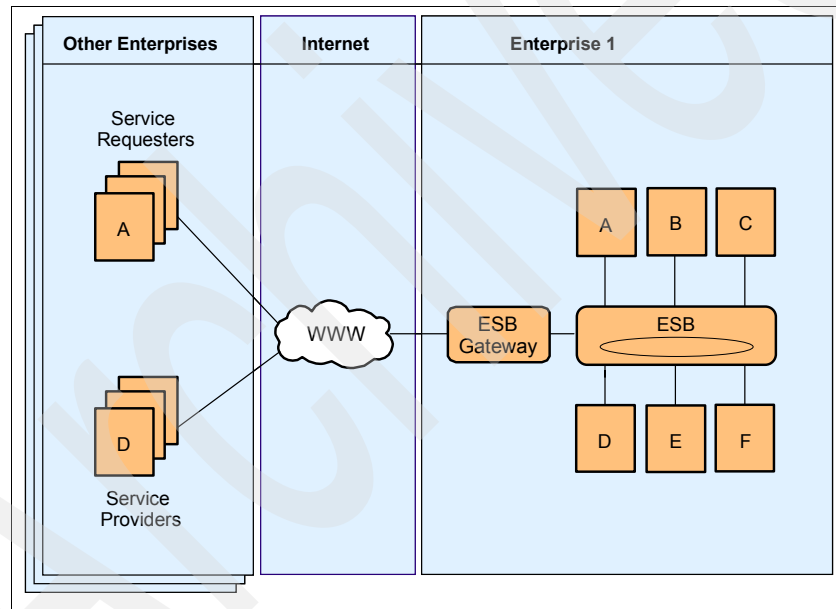 Other Enterprises
Internet
Enterprise 1
Service
Requesters
A
A
B
C
WWW
ESB
Gateway
ESB
D
D
E
F
Service
Providers